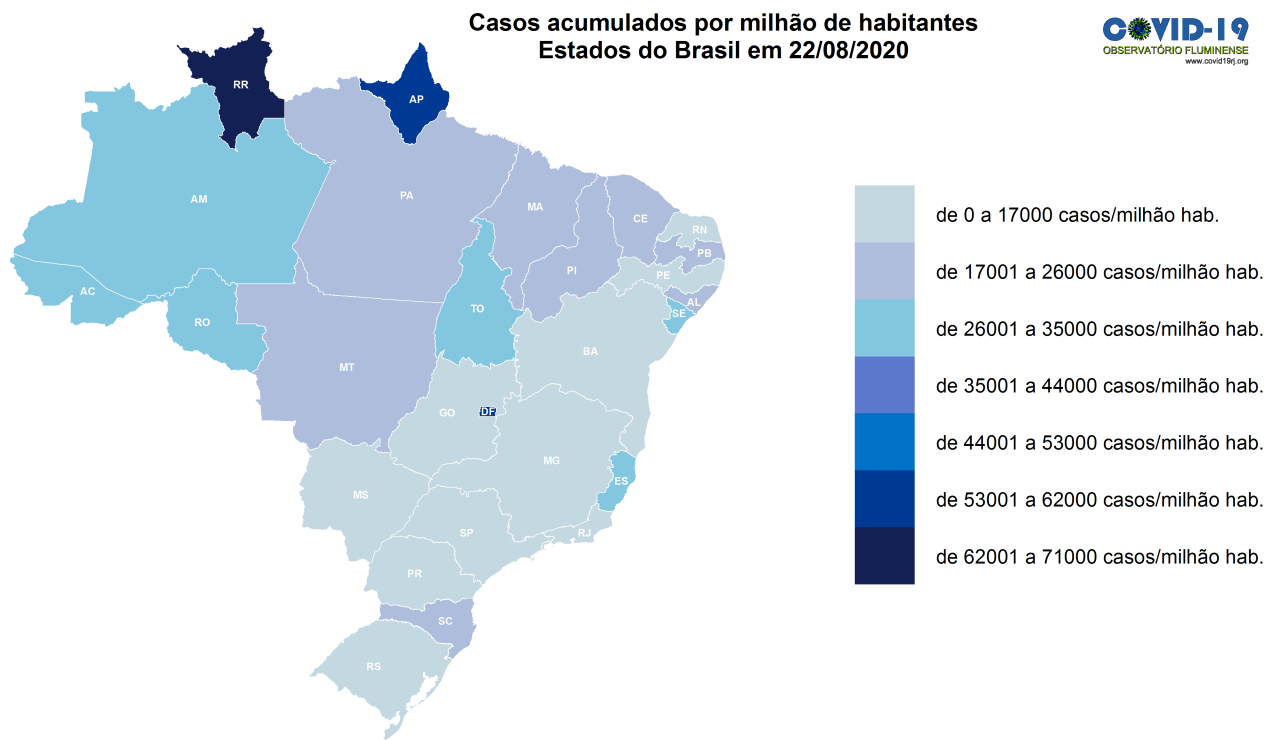 Casos acumulados por milhão de habitantes
Estados do Brasil em 22/08/2020
COVID-19
OBSERVATÓRIO FLUMINENSE
www.covid19rj.org
RR
AP
AM
PA
MA
CE
RN
PB
PI
PE
AC
AL
TO
SE
RO
BA
MT
GO
DF
MG
ES
MS
SP
RJ
PR
SC
RS
de 0 a 17000 casos/milhão hab.
de 17001 a 26000 casos/milhão hab.
de 26001 a 35000 casos/milhão hab.
de 35001 a 44000 casos/milhão hab.
de 44001 a 53000 casos/milhão hab.
de 53001 a 62000 casos/milhão hab.
de 62001 a 71000 casos/milhão hab.